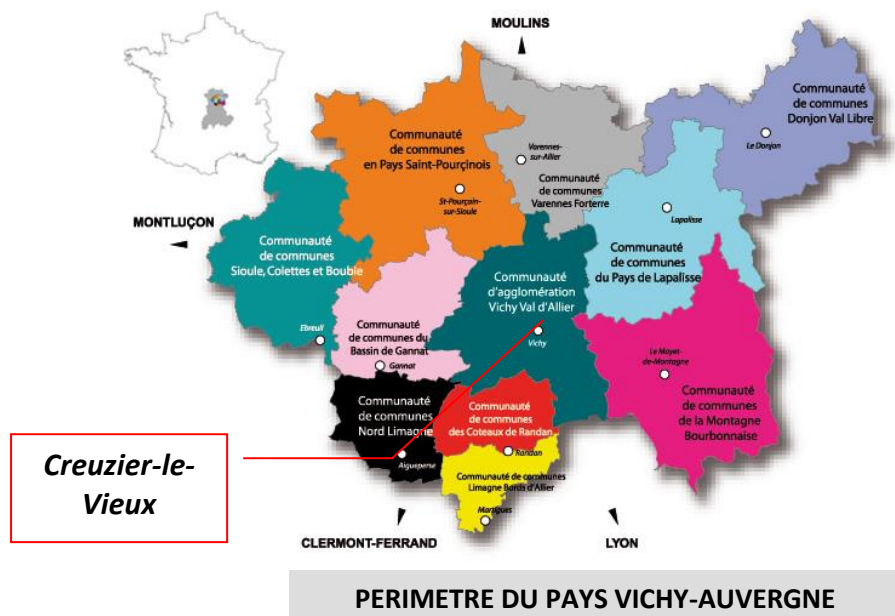 MOULINS
Communauté
de communes
Donjon Val Libre
Le Donjon
Communauté
de communes
en Pays Saint-Pourçinois
St-Pourçain-
sur-Sioule
Varennes-
sur-Allier
Communauté
de communes
Varennes Forterre
Lapalisse
Communauté
de communes
du Pays de Lapalisse
MONTLUÇON
Communauté
de communes
Sioule, Colettes et Bouble
Ebreuil
Communauté
d'agglomération
Vichy Val d'Allier
Vichy
Communauté
de communes du
Bassin de Gannat
Gannat
Le Mayet-
de-Montagne
Communauté
de communes
de la Montagne
Bourbonnaise
Communauté
de communes
Nord Limagne
Aigueperse
Communauté
de communes
des Coteaux de Randan
Randan
Communauté de communes
Limagne Bords d'Allier
Maringues
Creuzier-le-
Vieux
CLERMONT-FERRAND
LYON
PERIMETRE DU PAYS VICHY-AUVERGNE